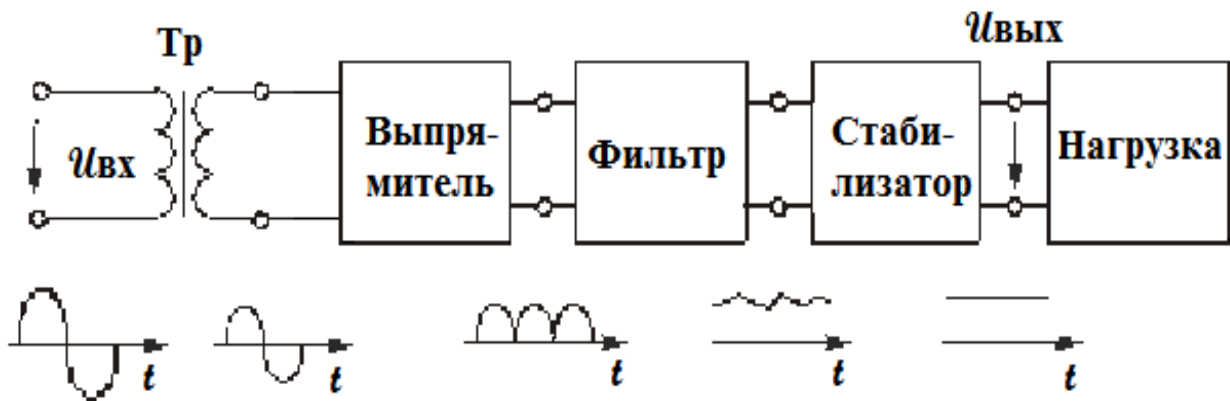 Тр
Uвых
Uвх
Выпря-
митель
Фильтр
Стаби-
лизатор
Нагрузка
t
t
t
t
t